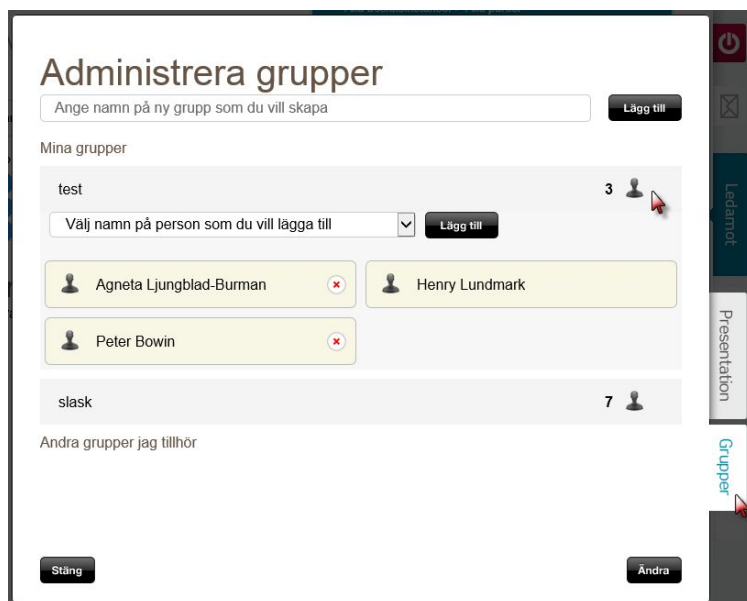 Administrera grupper
Ange namn på ny grupp som du vill skapa
Lägg till
Mina grupper
test
3
Välj namn på person som du vill lägga till
Lägg till
Agneta Ljungblad-Burman
Henry Lundmark
Peter Bowin
slask
7
Andra grupper jag tillhör
Stäng
Ändra
Ledamot
Presentation
Grupper